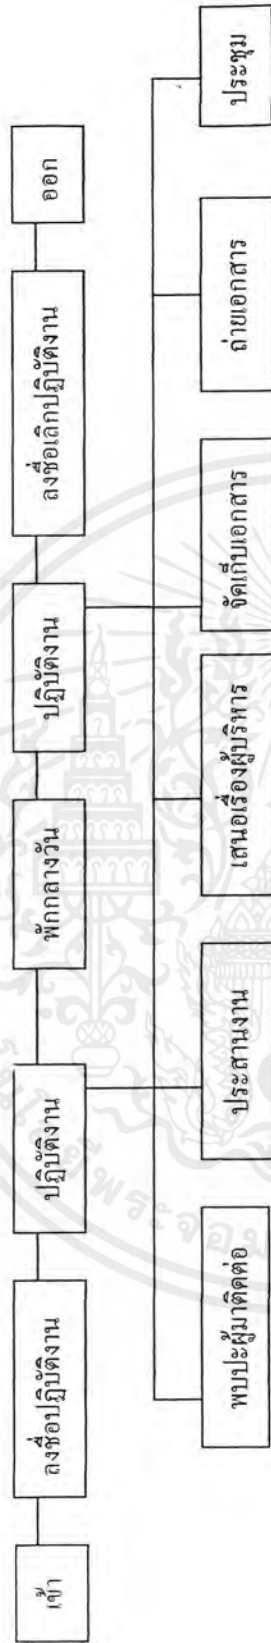 เข้า
ลงชื่อปฏิบัติงาน
ปฏิบัติงาน
พักกลางวัน
ปฏิบัติงาน
ลงชื่อเลิกปฏิบัติงาน
ออก
พบปะผู้มาติดต่อ
ประสานงาน
เสนอเรื่องผู้บริหาร
จัดเก็บเอกสาร
ถ่ายเอกสาร
ประชุม